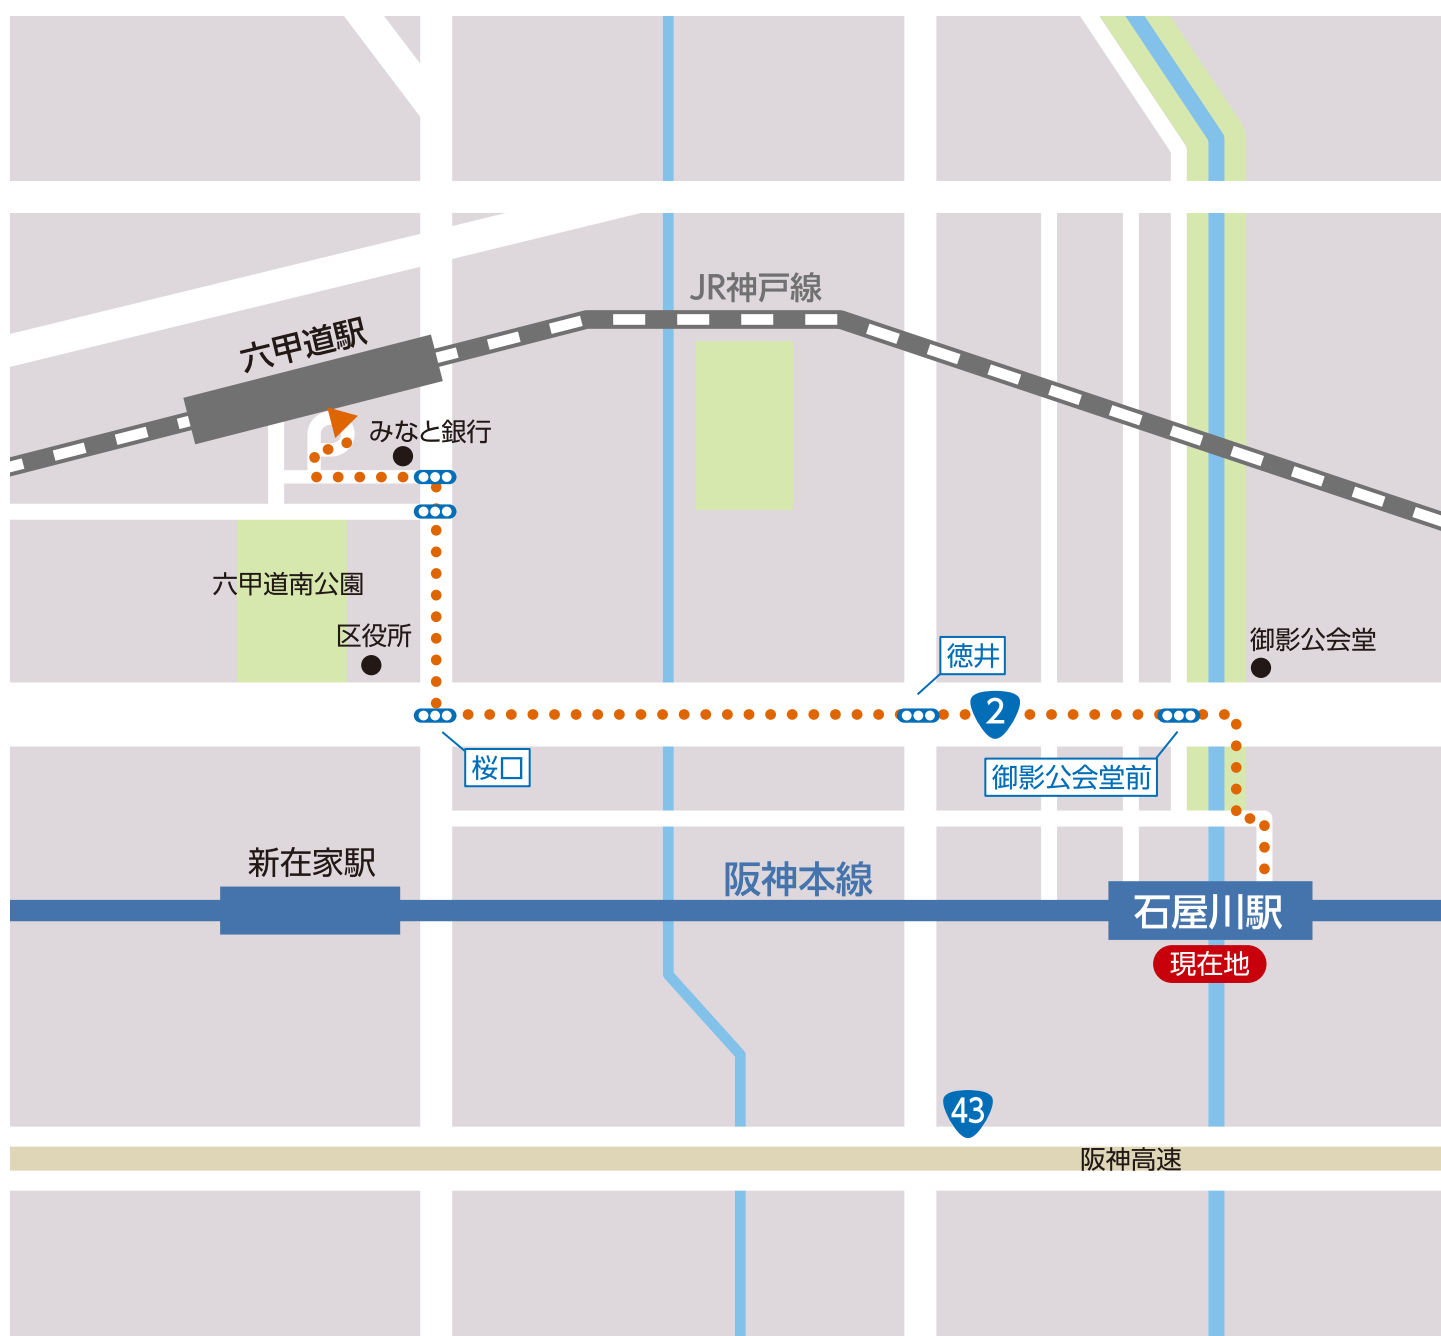 JR神戸線
六甲道駅
みなと銀行
六甲道南公園
区役所
御影公会堂
徳井
2
桜口
御影公会堂前
新在家駅
阪神本線
石屋川駅
現在地
43
阪神高速